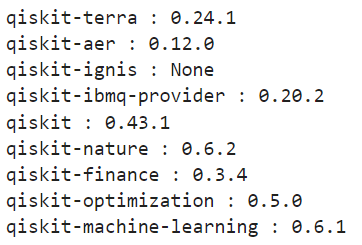 qiskit-terra : 0.24.1
qiskit-aer : 0.12.0
qiskit-ignis : None
qiskit-ibmq-provider : 0.20.2
qiskit : 0.43.1
qiskit-nature : 0.6.2
qiskit-finance : 0.3.4
qiskit-optimization : 0.5.0
qiskit-machine-learning : 0.6.1